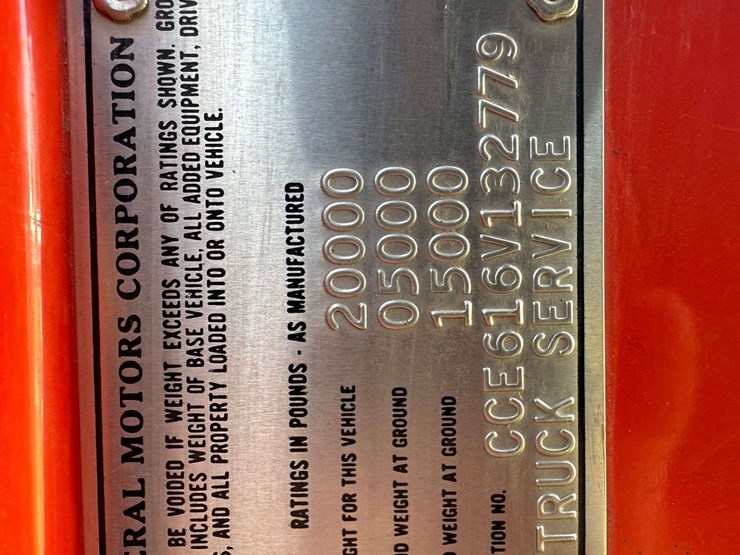 ERAL MOTORS CORPORATION
BE VOIDED IF WEIGHT EXCEEDS ANY OF RATINGS SHOWN. GRO
INCLUDES WEIGHT OF BASE VEHICLE, ALL ADDED EQUIPMENT, DRIV
S, AND ALL PROPERTY LOADED INTO OR ONTO VEHICLE.
RATINGS IN POUNDS - AS MANUFACTURED
GHT FOR THIS VEHICLE 20000
D WEIGHT AT GROUND 05000
D WEIGHT AT GROUND 15000
TION NO. CCE616V132779
TRUCK SERVICE